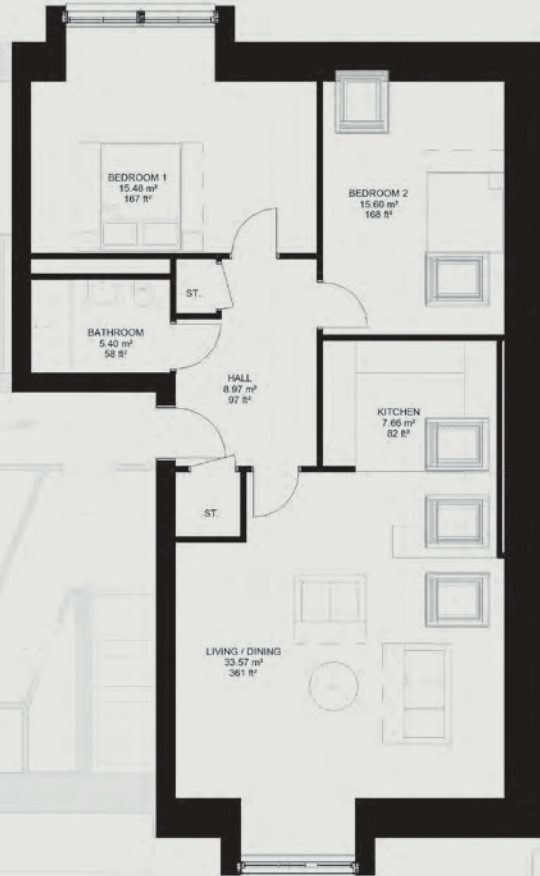 BEDROOM 1
15.48 m²
167 ft²
BEDROOM 2
15.60 m²
168 ft²
ST.
BATHROOM
5.40 m²
58 ft²
HALL
8.97 m²
97 ft²
KITCHEN
7.66 m²
82 ft²
ST.
LIVING / DINING
33.57 m²
361 ft²